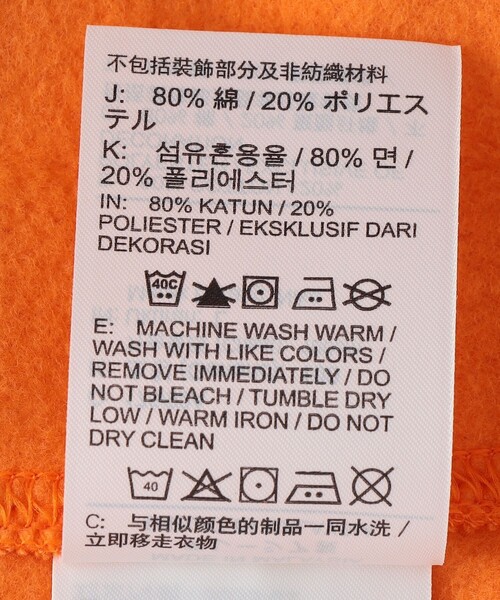 不包括裝飾部分及非紡織材料
J: 80% 綿 / 20% ポリエス
テル
K: 섬유혼용율 / 80% 면 /
20% 폴리에스터
IN: 80% KATUN / 20%
POLIESTER / EKSKLUSIF DARI
DEKORASI
40C
E: MACHINE WASH WARM /
WASH WITH LIKE COLORS /
REMOVE IMMEDIATELY / DO
NOT BLEACH / TUMBLE DRY
LOW / WARM IRON / DO NOT
DRY CLEAN
40
C: 与相似颜色的制品一同水洗 /
立即移走衣物